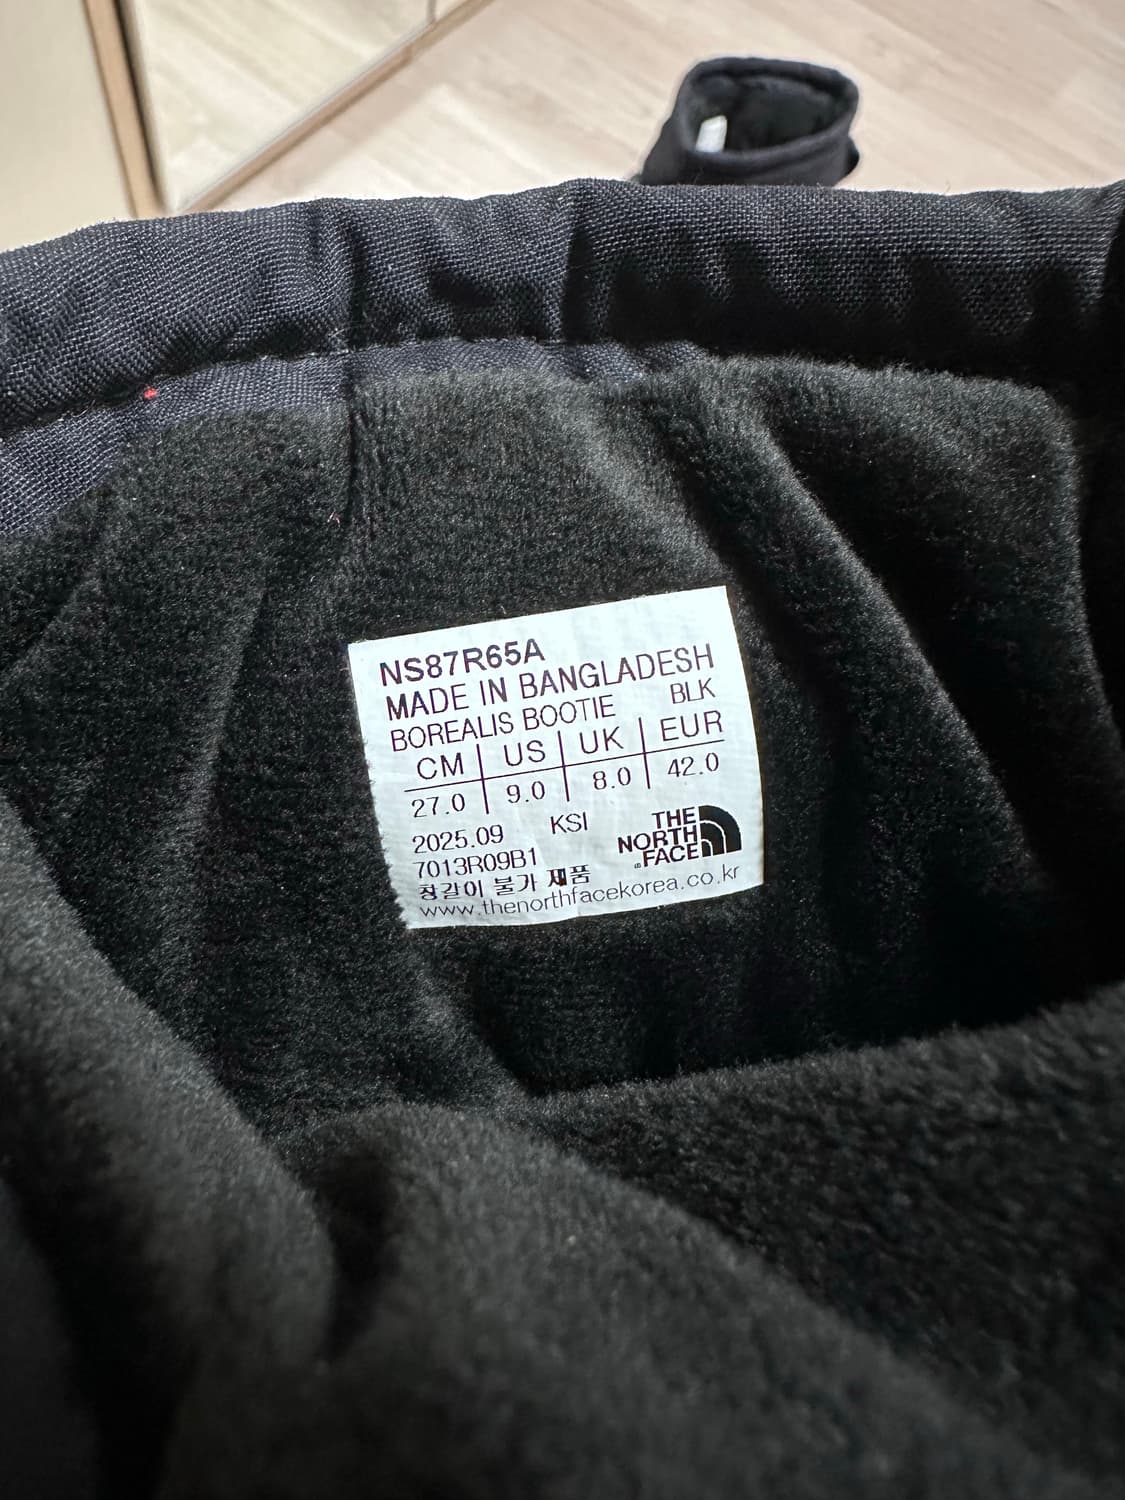 NS87R65A
MADE IN BANGLADESH
BOREALIS BOOTIE BLK
CM US UK EUR
27.0 9.0 8.0 42.0
2025.09 KSI
7013R09B1
창갈이 불가 제품
www.thenorthfacekorea.co.kr
THE
NORTH
FACE